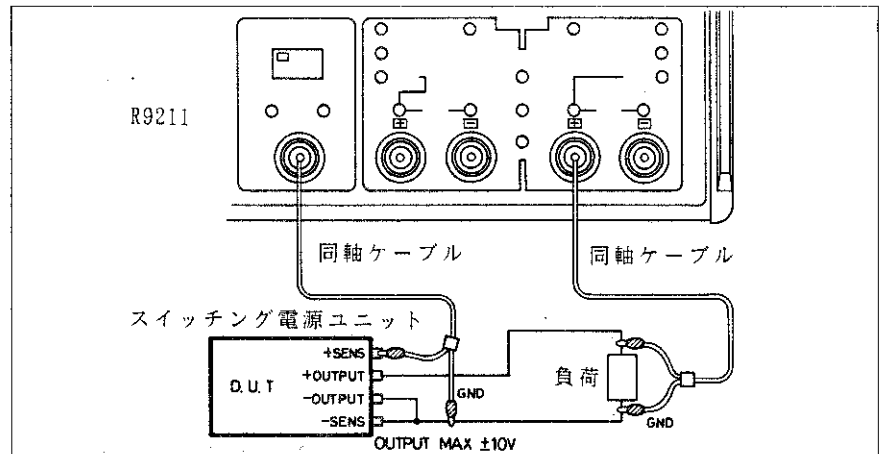 R9211
+ - + -
同軸ケーブル 同軸ケーブル
スイッチング電源ユニット
+SENS
D.U.T
+OUTPUT
-OUTPUT
-SENS
GND
負荷
GND
OUTPUT MAX ±10V